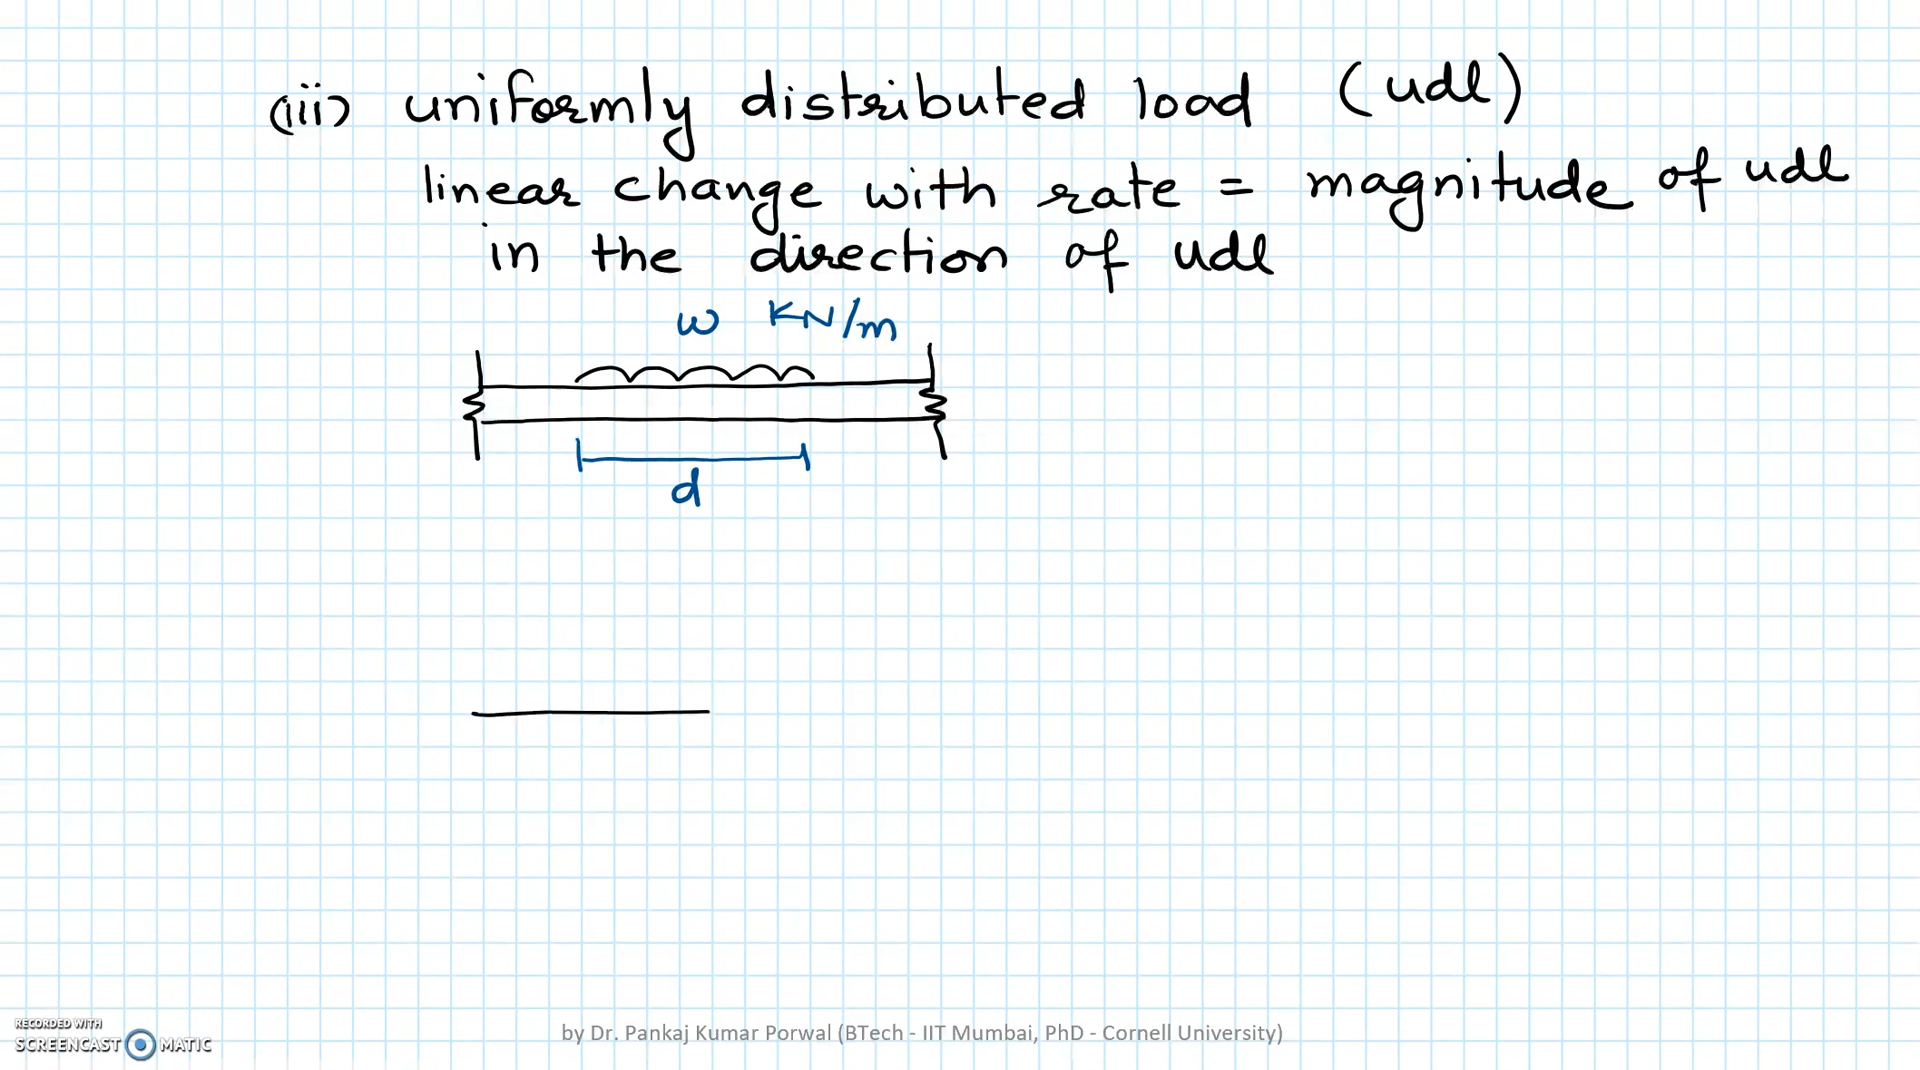 (iii) uniformly distributed load (udl)
linear change with rate = magnitude of udl
in the direction of udl
w KN/m
d
RECORDED WITH
SCREENCAST MATIC
by Dr. Pankaj Kumar Porwal (BTech - IIT Mumbai, PhD - Cornell University)